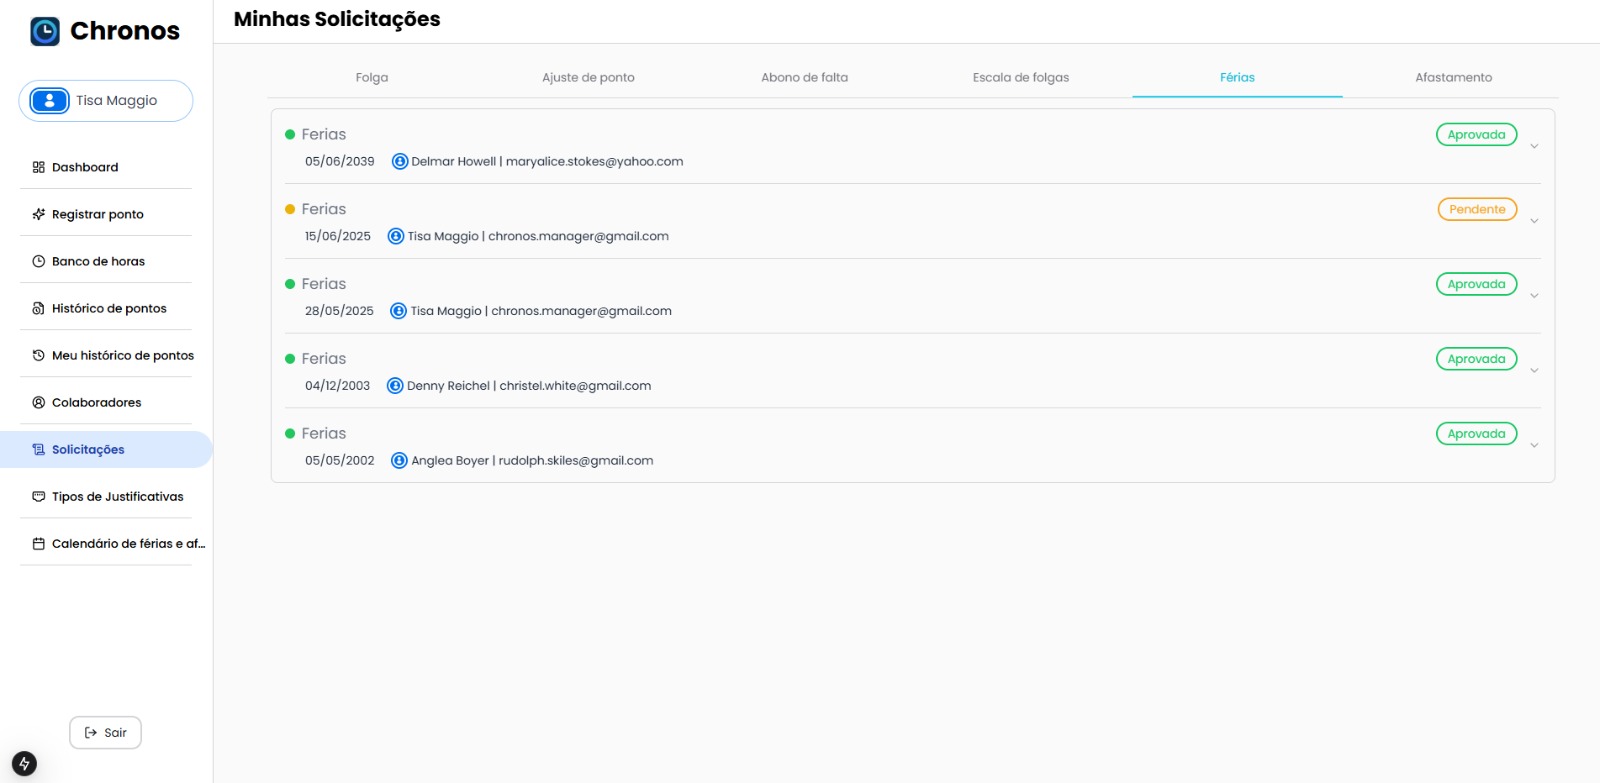 Chronos
Tisa Maggio
Dashboard
Registrar ponto
Banco de horas
Histórico de pontos
Meu histórico de pontos
Colaboradores
Solicitações
Tipos de Justificativas
Calendário de férias e af...
Sair
Minhas Solicitações
Folga Ajuste de ponto Abono de falta Escala de folgas Férias Afastamento
Ferias Aprovada
05/06/2039 Delmar Howell | maryalice.stokes@yahoo.com
Ferias Pendente
15/06/2025 Tisa Maggio | chronos.manager@gmail.com
Ferias Aprovada
28/05/2025 Tisa Maggio | chronos.manager@gmail.com
Ferias Aprovada
04/12/2003 Denny Reichel | christel.white@gmail.com
Ferias Aprovada
05/05/2002 Anglea Boyer | rudolph.skiles@gmail.com